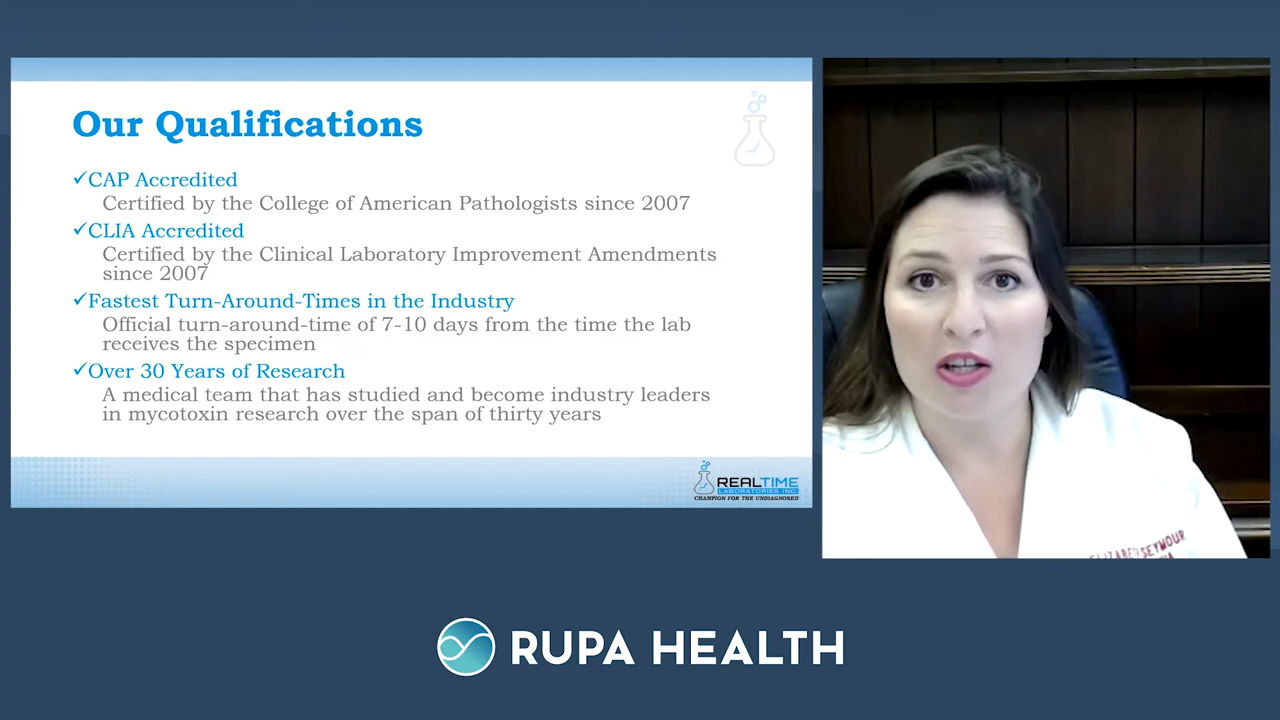 Our Qualifications
✓CAP Accredited
Certified by the College of American Pathologists since 2007
✓CLIA Accredited
Certified by the Clinical Laboratory Improvement Amendments
since 2007
✓Fastest Turn-Around-Times in the Industry
Official turn-around-time of 7-10 days from the time the lab
receives the specimen
✓Over 30 Years of Research
A medical team that has studied and become industry leaders
in mycotoxin research over the span of thirty years
REALTIME
LABORATORIES INC.
CHAMPION FOR THE UNDIAGNOSED
SEYMOUR
RUPA HEALTH